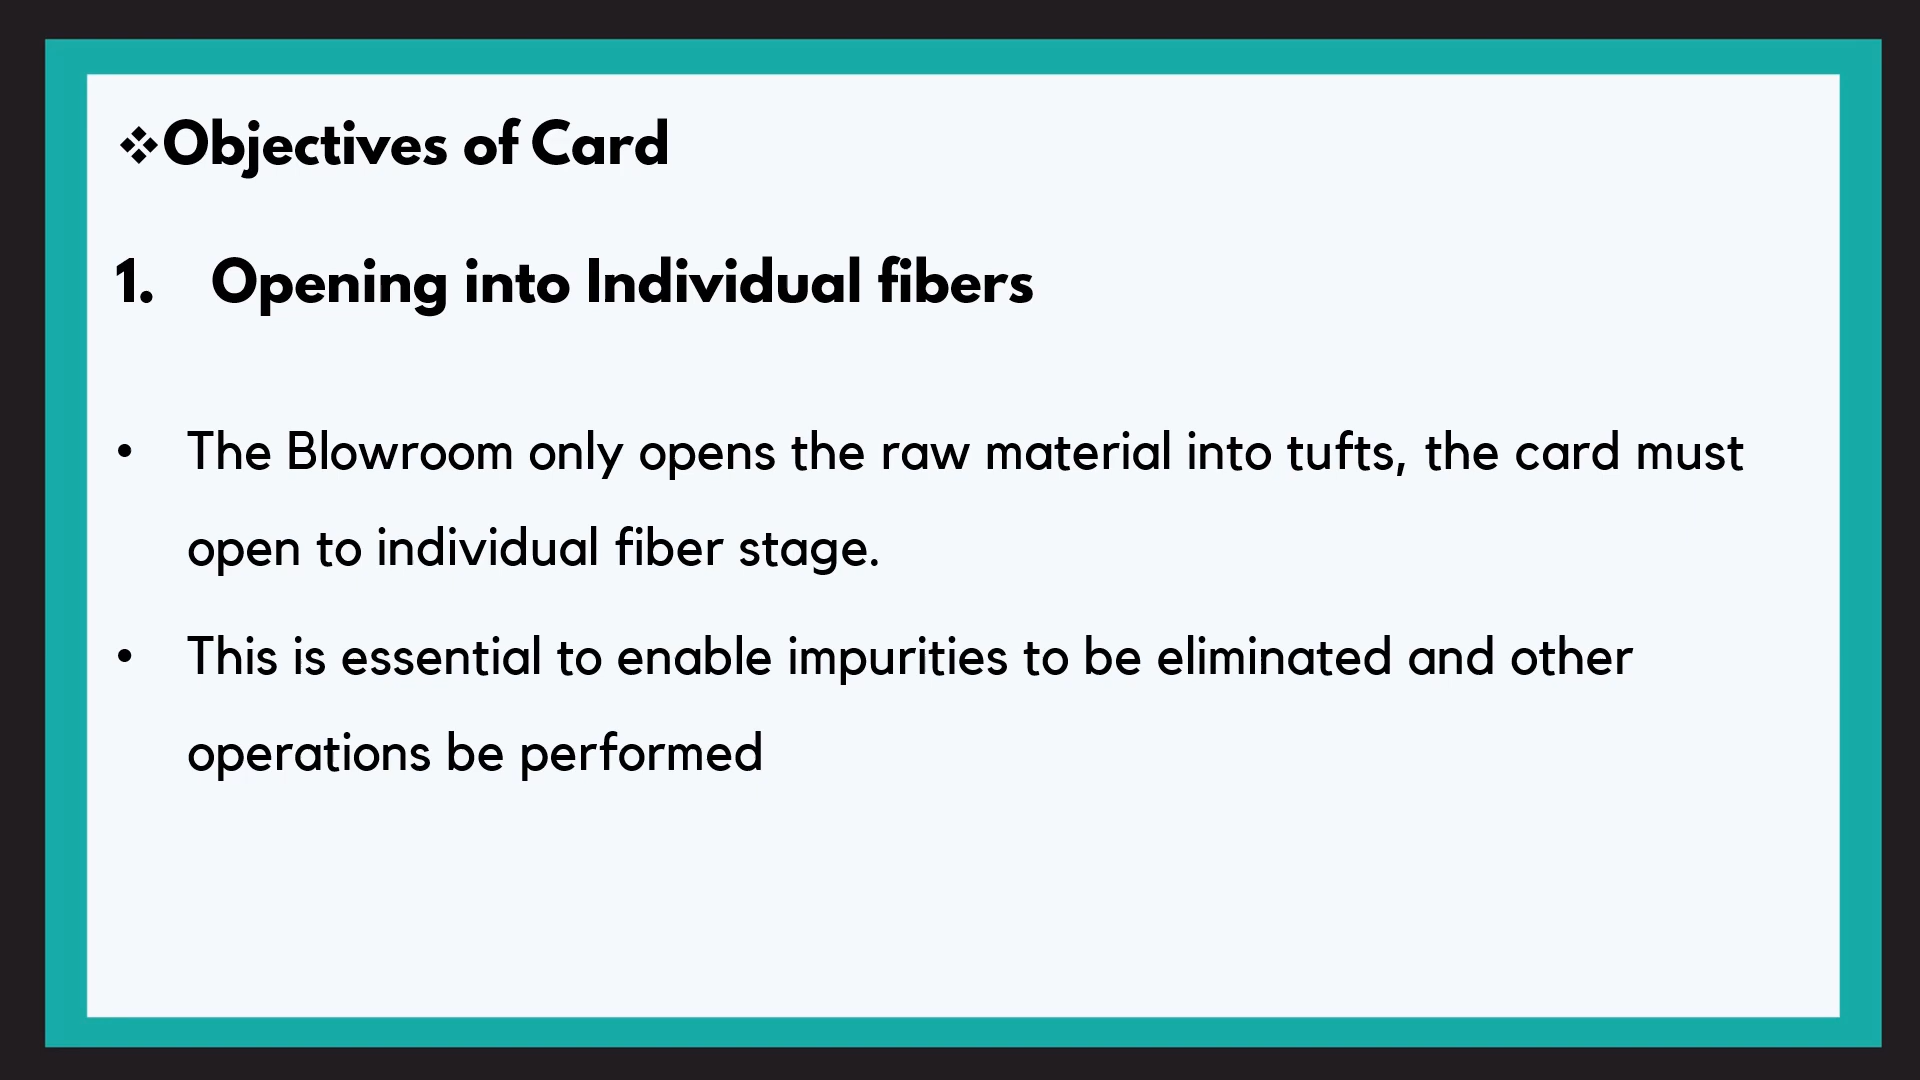 ❖Objectives of Card
1. Opening into Individual fibers
• The Blowroom only opens the raw material into tufts, the card must
open to individual fiber stage.
• This is essential to enable impurities to be eliminated and other
operations be performed